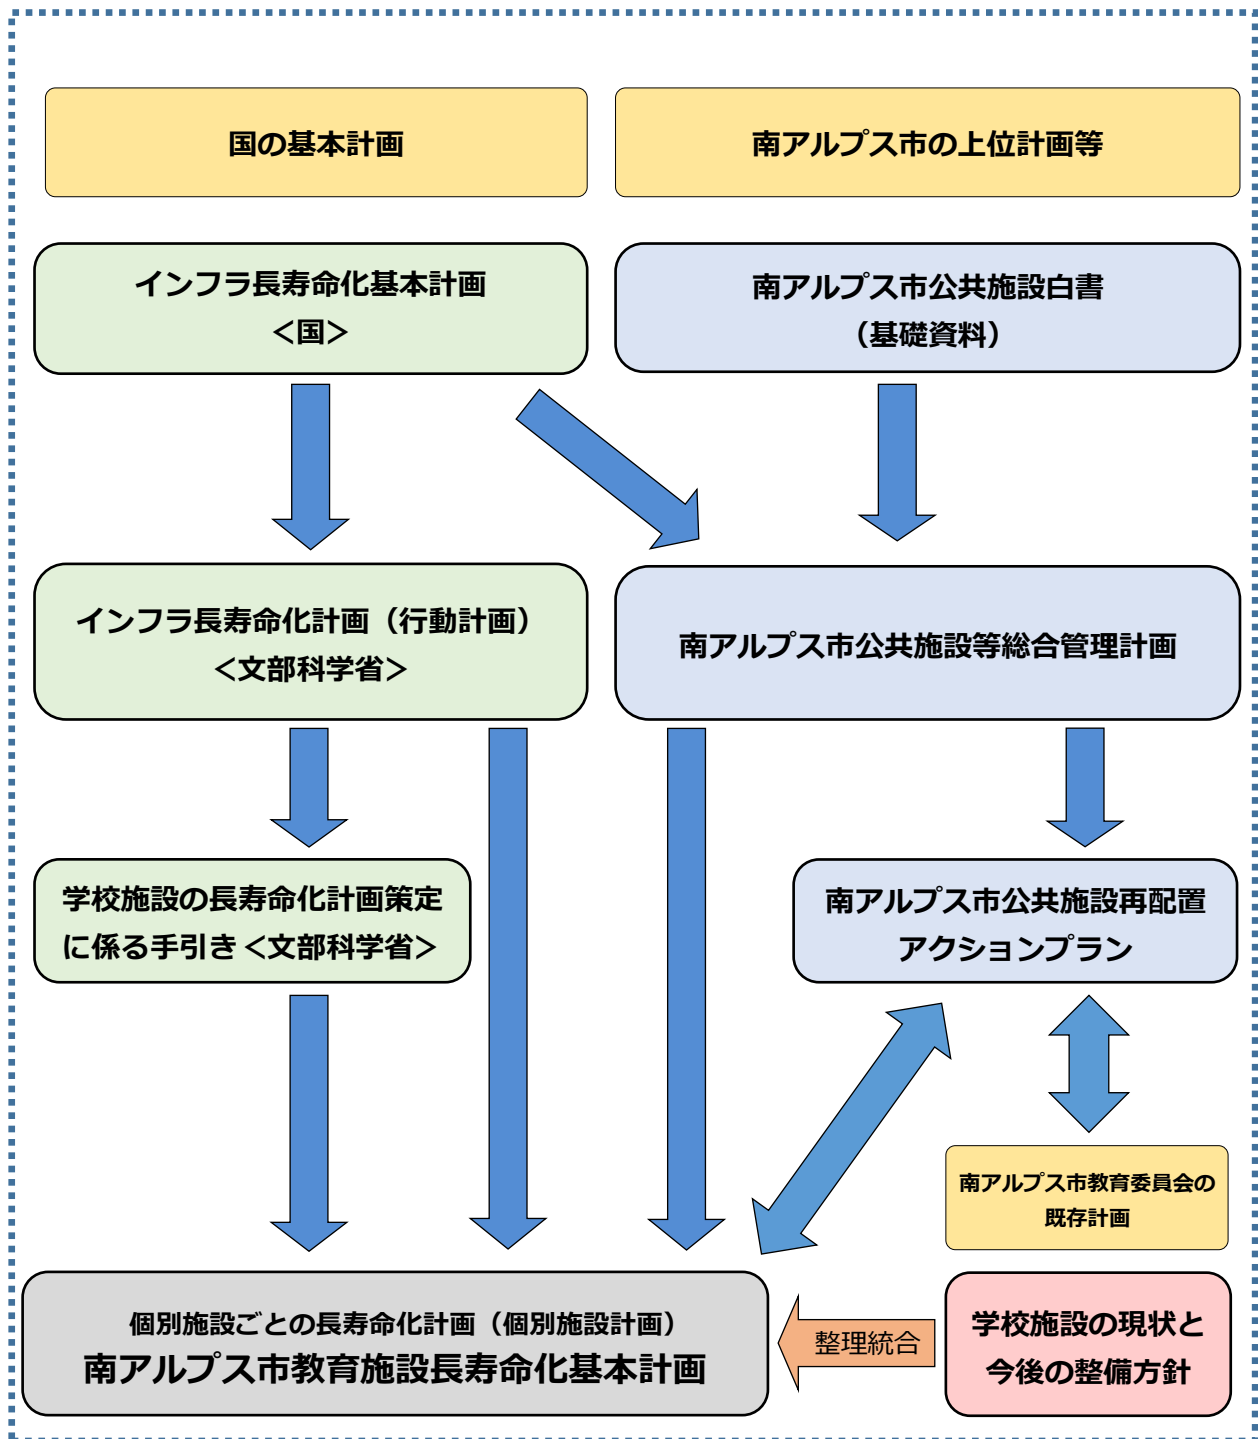 国の基本計画
南アルプス市の上位計画等
インフラ長寿命化基本計画
＜国＞
南アルプス市公共施設白書
（基礎資料）
インフラ長寿命化計画（行動計画）
＜文部科学省＞
南アルプス市公共施設等総合管理計画
学校施設の長寿命化計画策定
に係る手引き＜文部科学省＞
南アルプス市公共施設再配置
アクションプラン
南アルプス市教育委員会の
既存計画
個別施設ごとの長寿命化計画（個別施設計画）
南アルプス市教育施設長寿命化基本計画
整理統合
学校施設の現状と
今後の整備方針